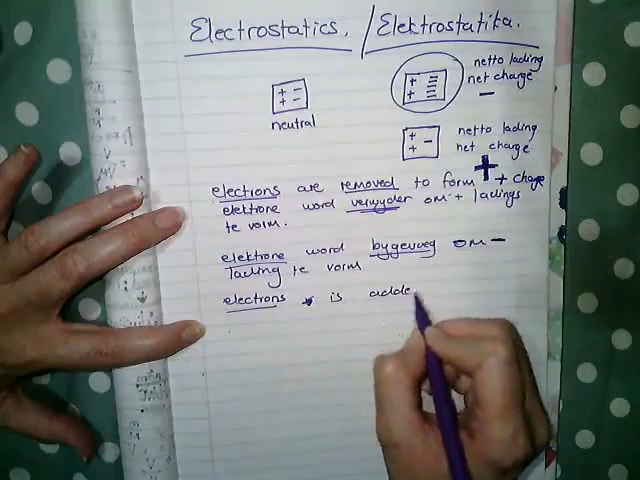 Electrostatics. / Elektrostatika.
+ -
+ -
neutral
+
+
netto lading
net charge
-
+ -
+
netto lading
net charge
+
electrons are removed to form + charge
elektrone word verwyder om + ladings
te vorm.
elektrone word bygevoeg om -
lading te vorm
electrons is adde